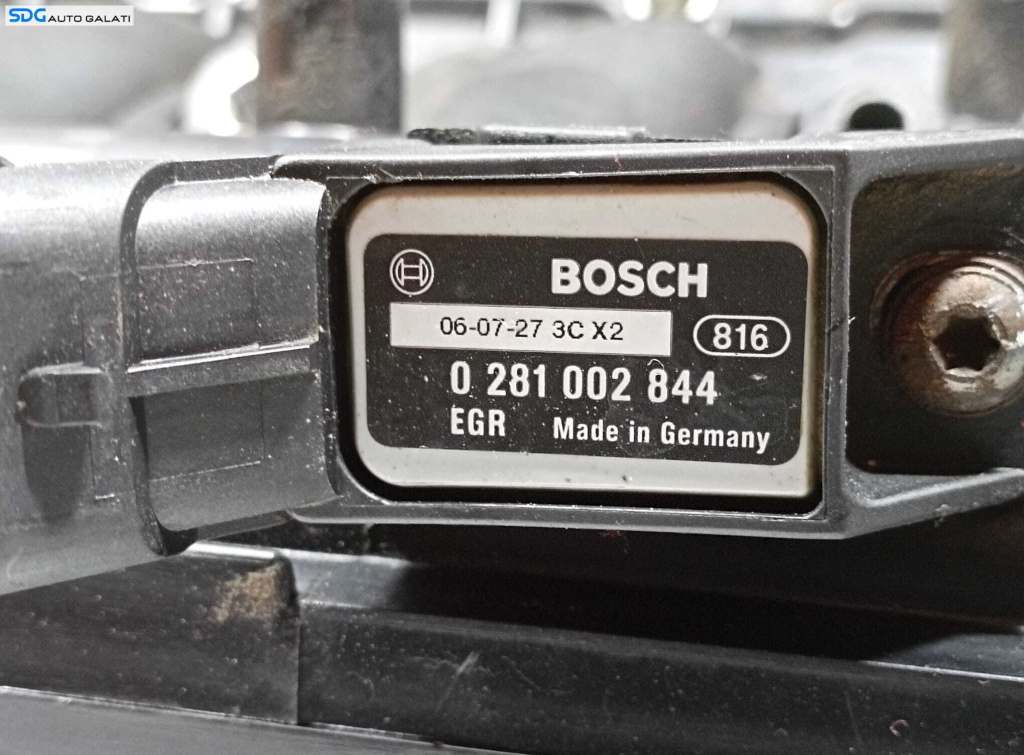 SDG AUTO GALATI
BOSCH
06-07-27 3C X2
816
0 281 002 844
EGR Made in Germany